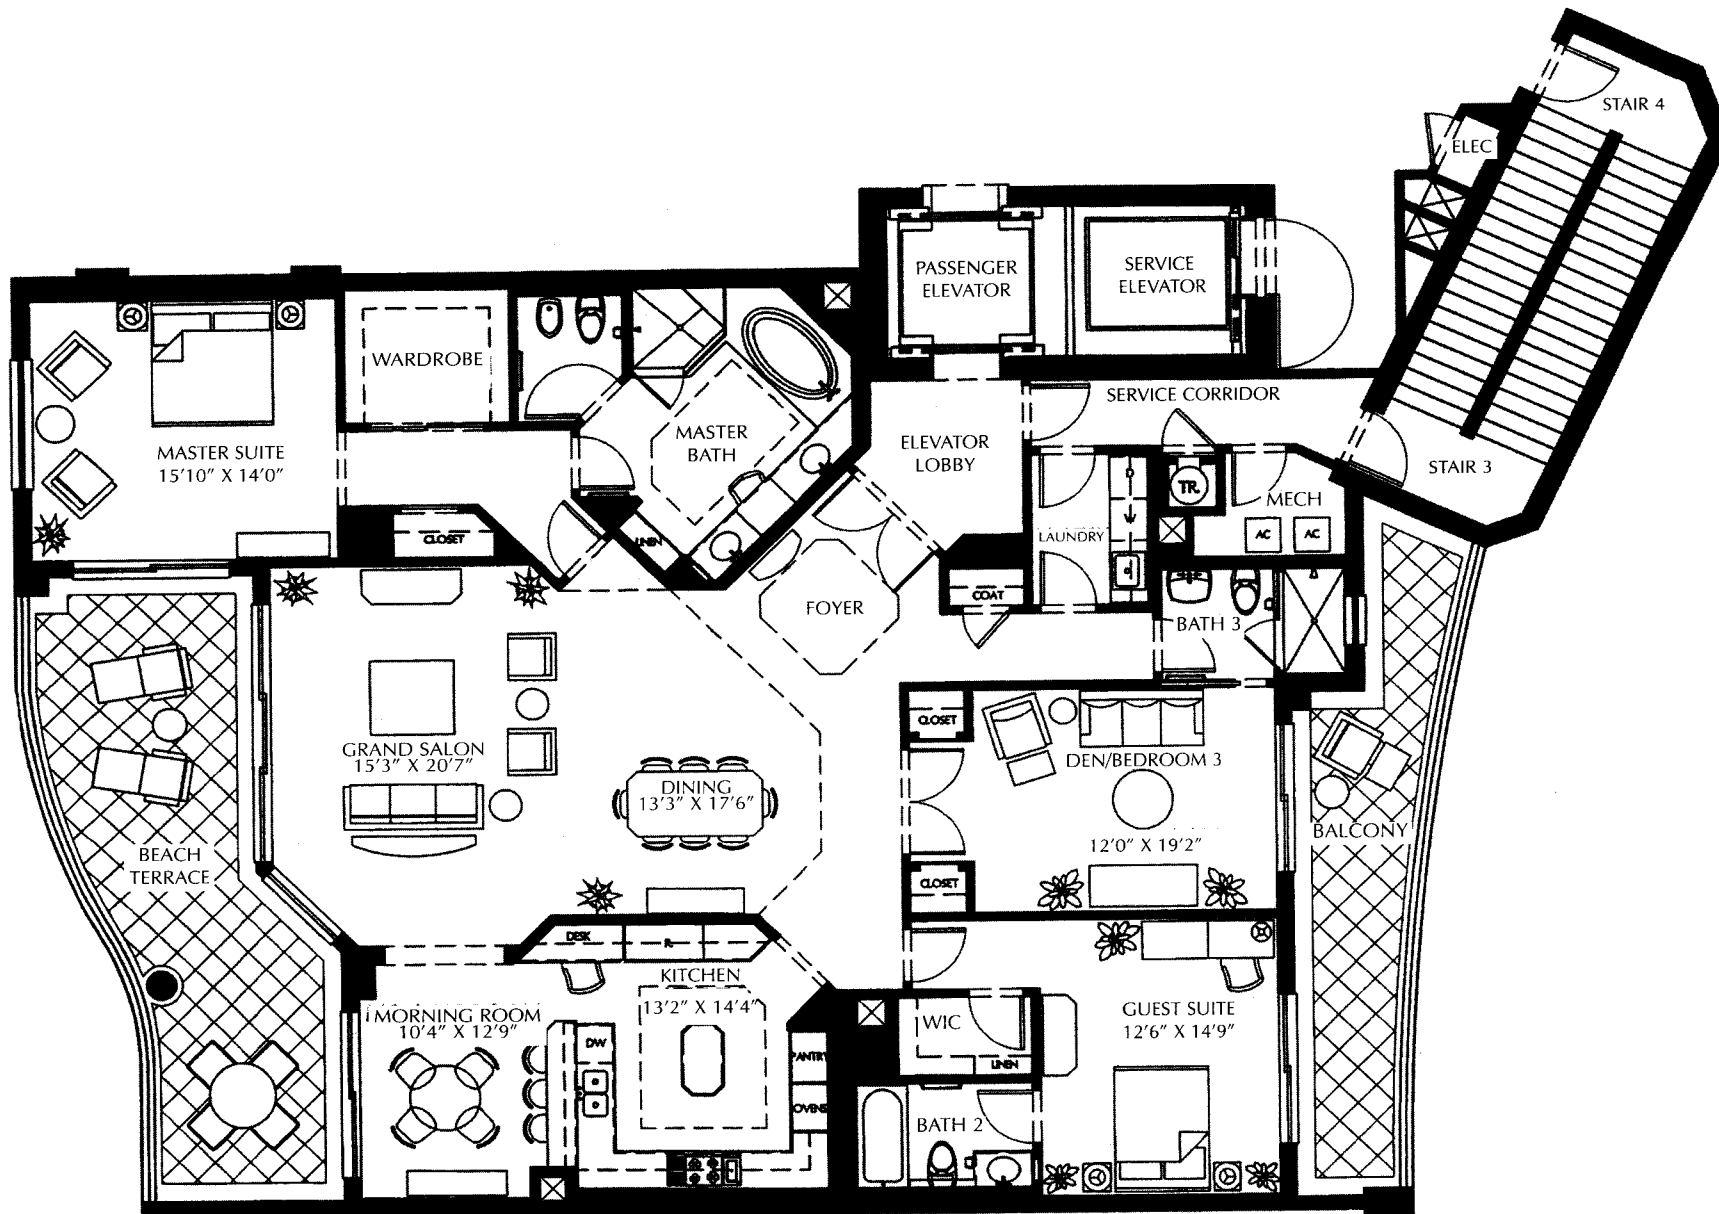 STAIR 4
ELEC
PASSENGER
ELEVATOR
SERVICE
ELEVATOR
WARDROBE
SERVICE CORRIDOR
MASTER SUITE
15'10" X 14'0"
MASTER
BATH
ELEVATOR
LOBBY
STAIR 3
TR.
MECH
AC
AC
CLOSET
LINEN
LAUNDRY
D
COAT
FOYER
BATH 3
CLOSET
GRAND SALON
15'3" X 20'7"
DEN/BEDROOM 3
DINING
13'3" X 17'6"
BALCONY
12'0" X 19'2"
BEACH
TERRACE
CLOSET
DESK
R.
KITCHEN
13'2" X 14'4"
MORNING ROOM
10'4" X 12'9"
WIC
GUEST SUITE
12'6" X 14'9"
DW
PANTRY
LINEN
OVENS
BATH 2